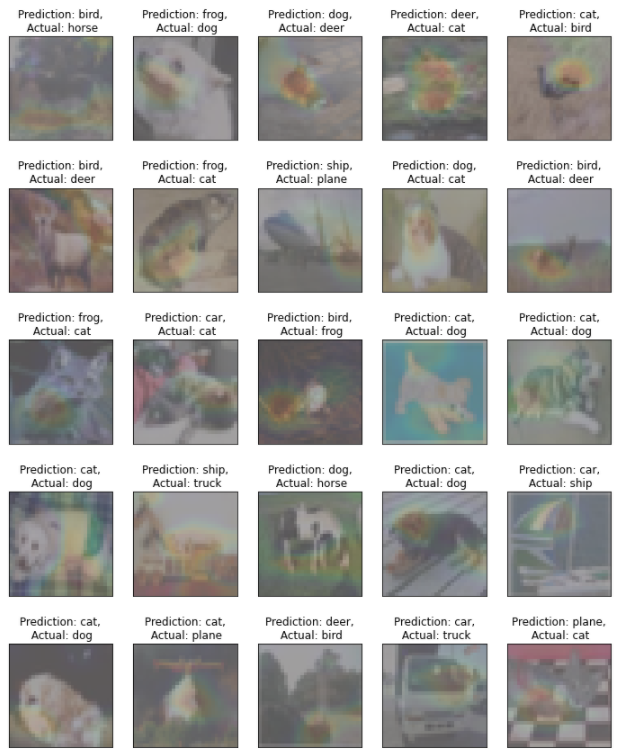 Prediction: bird,
Actual: horse
Prediction: frog,
Actual: dog
Prediction: dog,
Actual: deer
Prediction: deer,
Actual: cat
Prediction: cat,
Actual: bird
Prediction: bird,
Actual: deer
Prediction: frog,
Actual: cat
Prediction: ship,
Actual: plane
Prediction: dog,
Actual: cat
Prediction: bird,
Actual: deer
Prediction: frog,
Actual: cat
Prediction: car,
Actual: cat
Prediction: bird,
Actual: frog
Prediction: cat,
Actual: dog
Prediction: cat,
Actual: dog
Prediction: cat,
Actual: dog
Prediction: ship,
Actual: truck
Prediction: dog,
Actual: horse
Prediction: cat,
Actual: dog
Prediction: car,
Actual: ship
Prediction: cat,
Actual: dog
Prediction: cat,
Actual: plane
Prediction: deer,
Actual: bird
Prediction: car,
Actual: truck
Prediction: plane,
Actual: cat